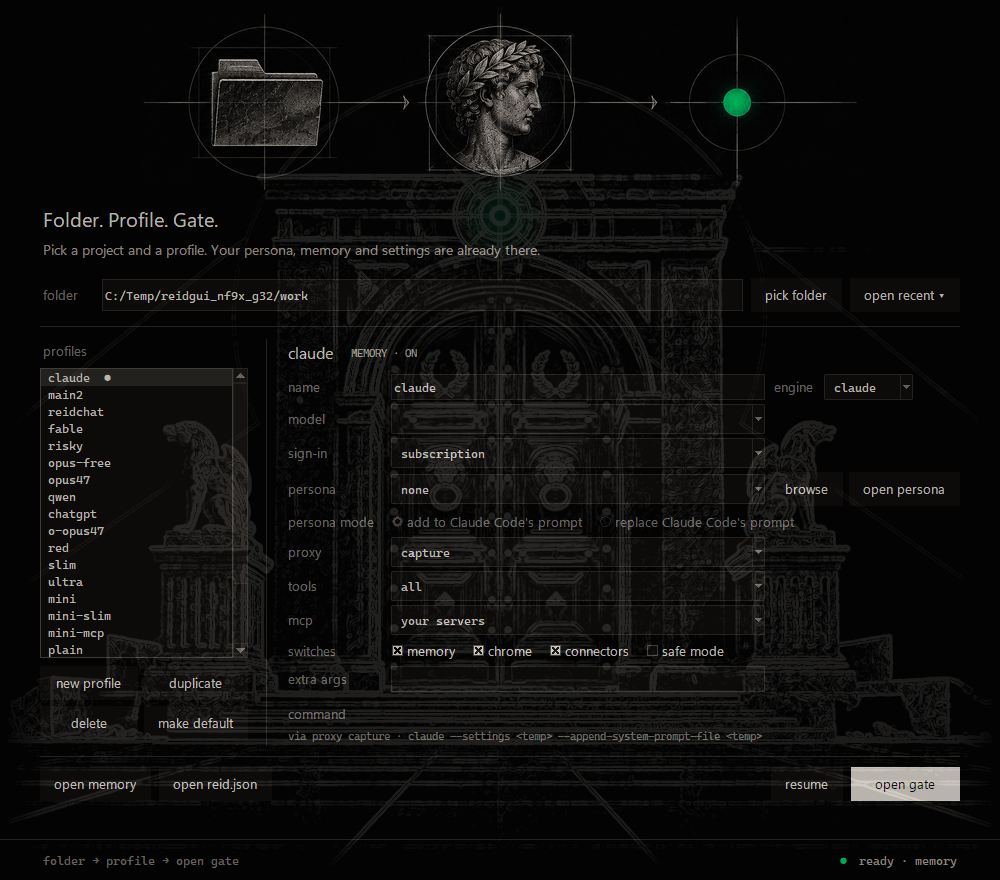 Folder. Profile. Gate.
Pick a project and a profile. Your persona, memory and settings are already there.
folder C:/Temp/reidgui_nf9x_g32/work pick folder open recent ▾
profiles
claude ●
main2
reidchat
fable
risky
opus-free
opus47
qwen
chatgpt
o-opus47
red
slim
ultra
mini
mini-slim
mini-mcp
plain
new profile duplicate
delete make default
claude MEMORY · ON
name claude engine claude
model
sign-in subscription
persona none browse open persona
persona mode add to Claude Code's prompt replace Claude Code's prompt
proxy capture
tools all
mcp your servers
switches memory chrome connectors safe mode
extra args
command
via proxy capture · claude --settings <temp> --append-system-prompt-file <temp>
open memory open reid.json resume open gate
folder → profile → open gate ● ready · memory